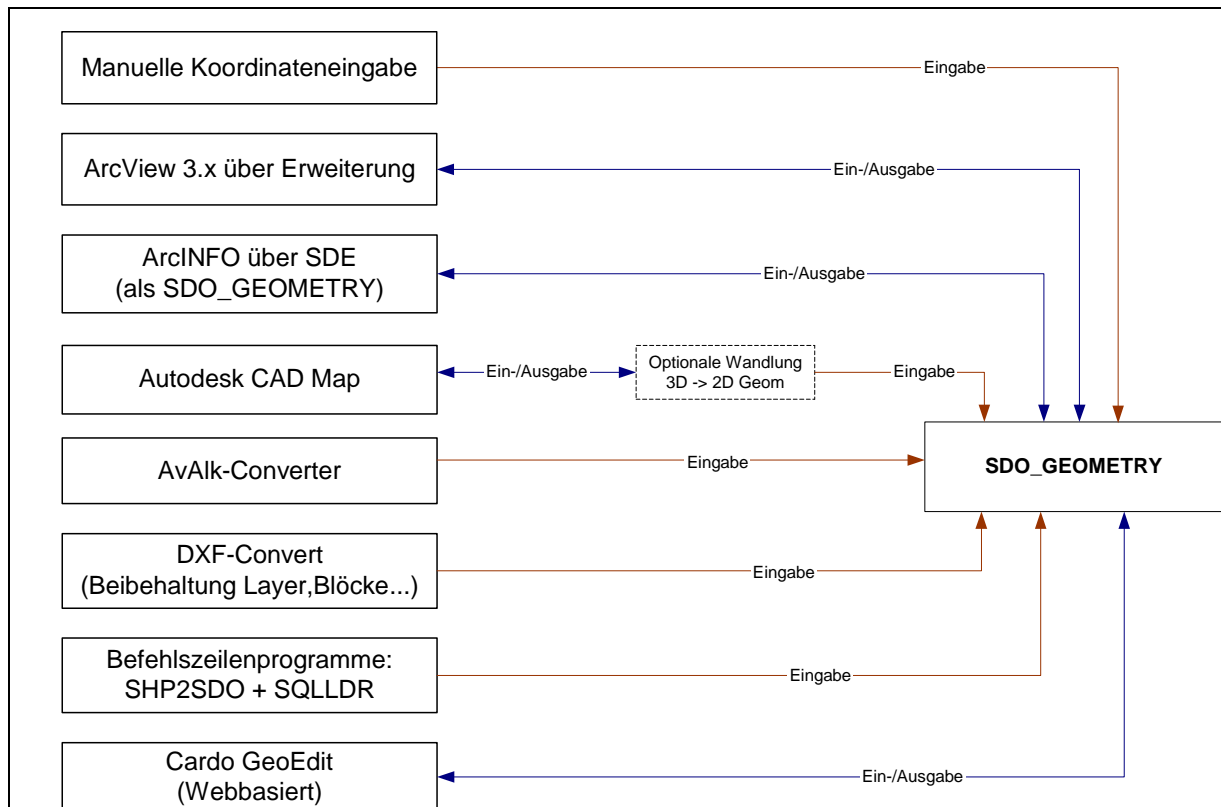 Manuelle Koordinateneingabe
Eingabe
ArcView 3.x über Erweiterung
Ein-/Ausgabe
ArcINFO über SDE
(als SDO_GEOMETRY)
Ein-/Ausgabe
Autodesk CAD Map
Ein-/Ausgabe
Optionale Wandlung
3D -> 2D Geom
Eingabe
AvAlk-Converter
Eingabe
SDO_GEOMETRY
DXF-Convert
(Beibehaltung Layer,Blöcke...)
Eingabe
Befehlszeilenprogramme:
SHP2SDO + SQLLDR
Eingabe
Cardo GeoEdit
(Webbasiert)
Ein-/Ausgabe